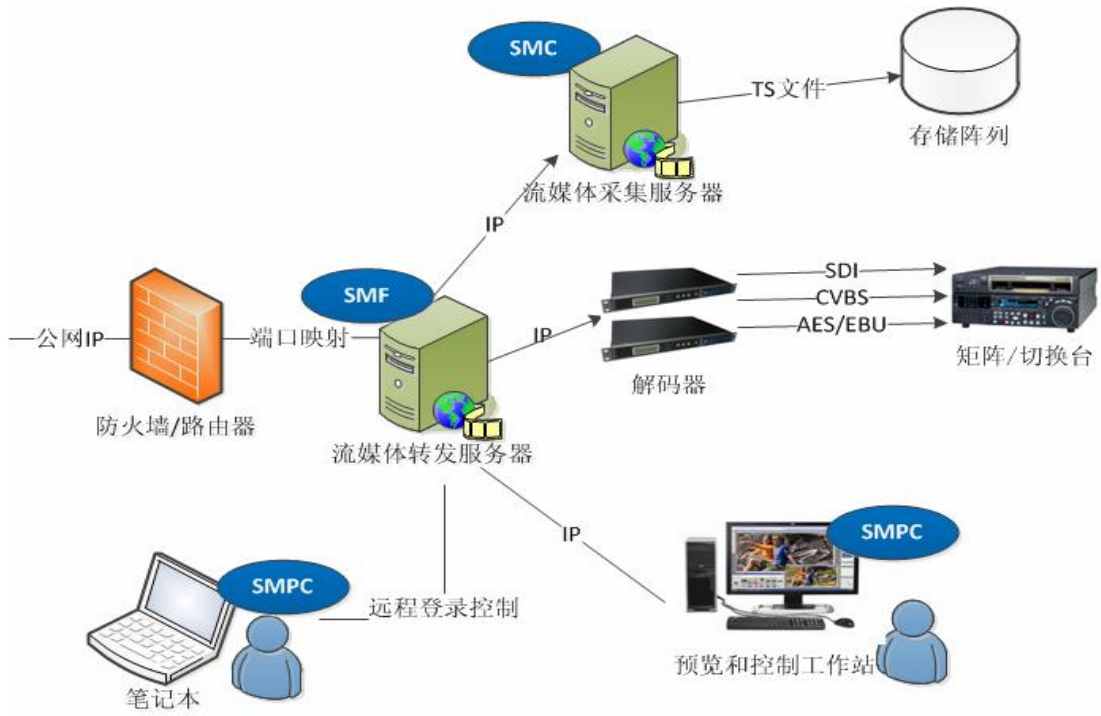 SMC
TS文件
存储阵列
流媒体采集服务器
IP
SMF
SDI
CVBS
AES/EBU
公网IP
端口映射
IP
矩阵/切换台
解码器
防火墙/路由器
流媒体转发服务器
IP
SMPC
SMPC
远程登录控制
预览和控制工作站
笔记本